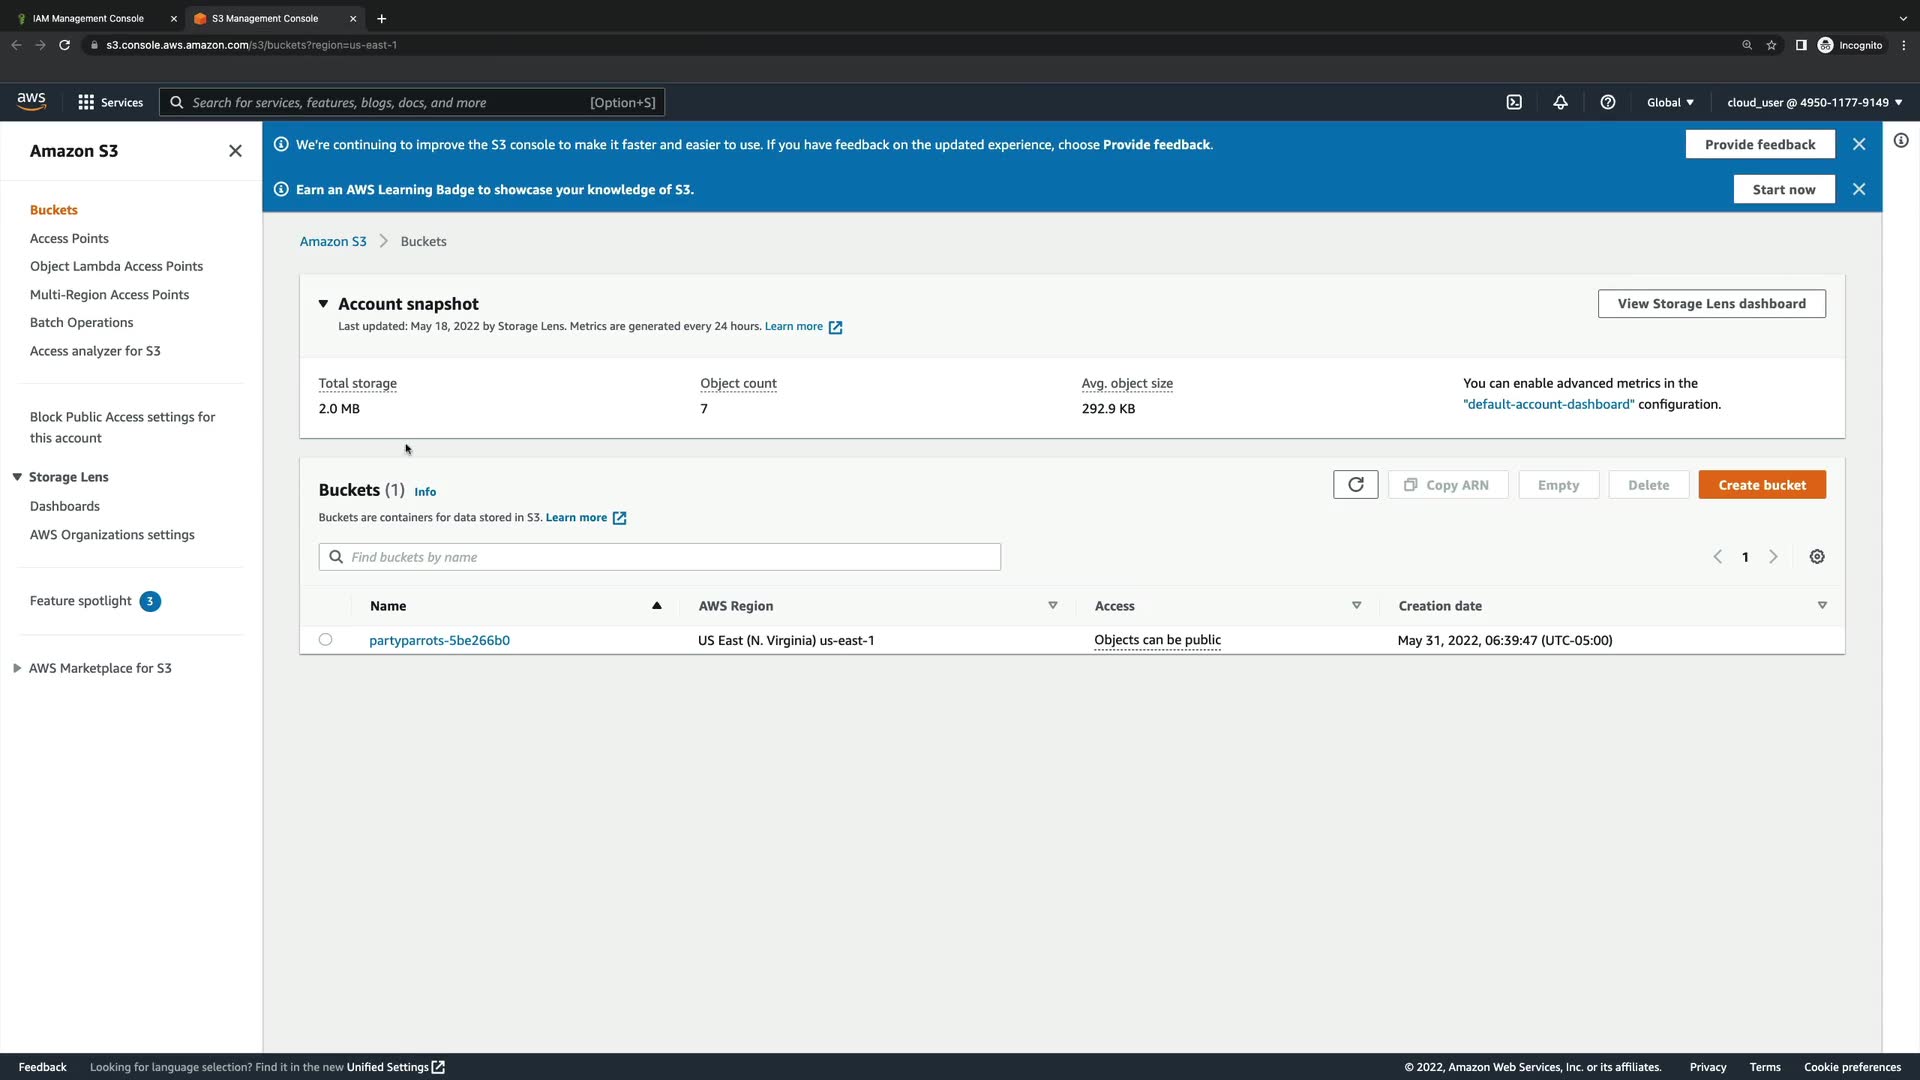 IAM Management Console
S3 Management Console
s3.console.aws.amazon.com/s3/buckets?region=us-east-1
Incognito
aws
Services
Search for services, features, blogs, docs, and more
[Option+S]
Global
cloud_user @ 4950-1177-9149
Amazon S3
Buckets
Access Points
Object Lambda Access Points
Multi-Region Access Points
Batch Operations
Access analyzer for S3
Block Public Access settings for
this account
Storage Lens
Dashboards
AWS Organizations settings
Feature spotlight 3
AWS Marketplace for S3
We're continuing to improve the S3 console to make it faster and easier to use. If you have feedback on the updated experience, choose Provide feedback.
Provide feedback
Earn an AWS Learning Badge to showcase your knowledge of S3.
Start now
Amazon S3 > Buckets
Account snapshot
Last updated: May 18, 2022 by Storage Lens. Metrics are generated every 24 hours. Learn more
View Storage Lens dashboard
Total storage
2.0 MB
Object count
7
Avg. object size
292.9 KB
You can enable advanced metrics in the
"default-account-dashboard" configuration.
Buckets (1) Info
Buckets are containers for data stored in S3. Learn more
Copy ARN
Empty
Delete
Create bucket
Find buckets by name
1
Name AWS Region Access Creation date
partyparrots-5be266b0 US East (N. Virginia) us-east-1 Objects can be public May 31, 2022, 06:39:47 (UTC-05:00)
Feedback
Looking for language selection? Find it in the new Unified Settings
© 2022, Amazon Web Services, Inc. or its affiliates.
Privacy
Terms
Cookie preferences